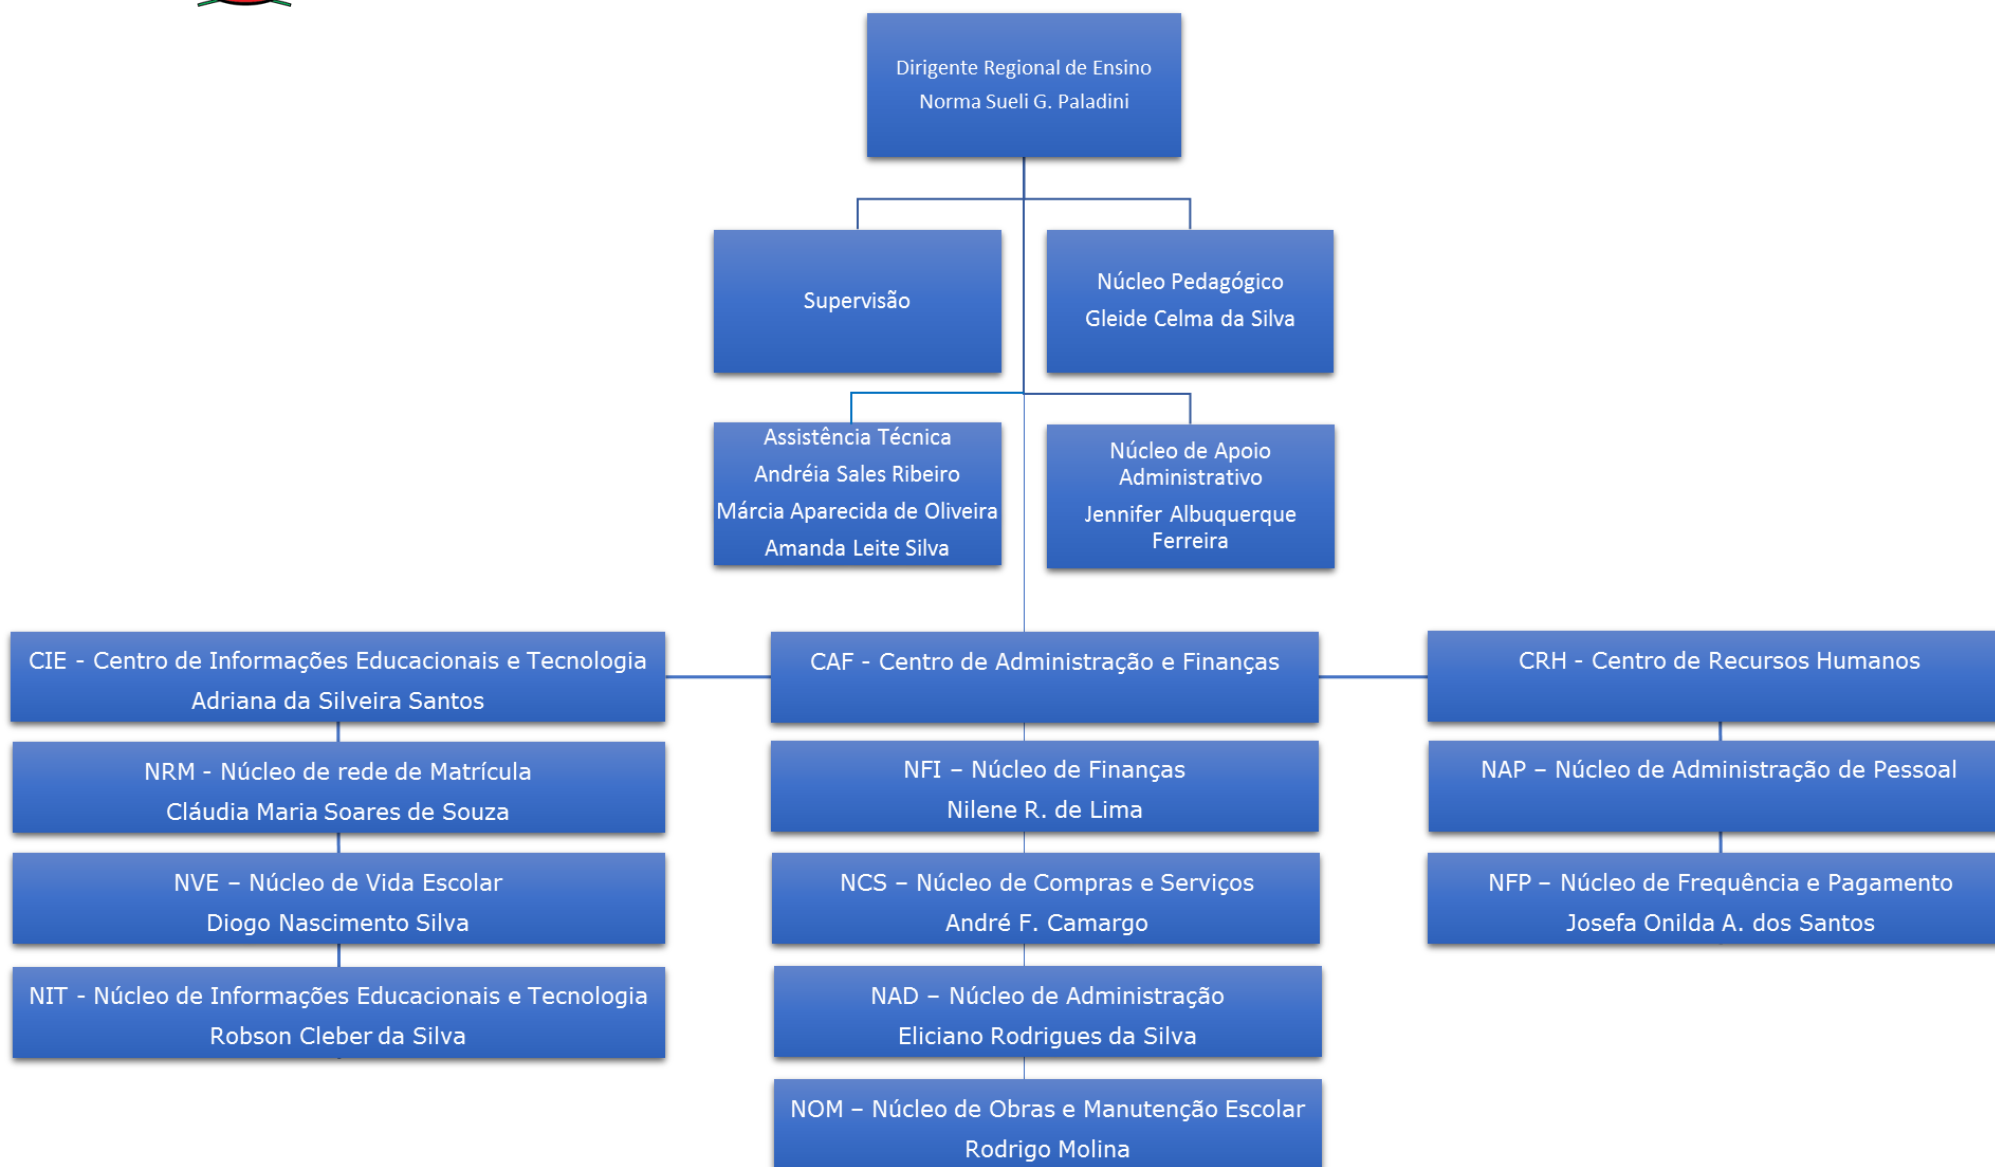 Dirigente Regional de Ensino
Norma Sueli G. Paladini
Supervisão
Núcleo Pedagógico
Gleide Celma da Silva
Assistência Técnica
Andréia Sales Ribeiro
Márcia Aparecida de Oliveira
Amanda Leite Silva
Núcleo de Apoio
Administrativo
Jennifer Albuquerque
Ferreira
CIE - Centro de Informações Educacionais e Tecnologia
Adriana da Silveira Santos
CAF - Centro de Administração e Finanças
CRH - Centro de Recursos Humanos
NRM - Núcleo de rede de Matrícula
Cláudia Maria Soares de Souza
NFI – Núcleo de Finanças
Nilene R. de Lima
NAP – Núcleo de Administração de Pessoal
NVE – Núcleo de Vida Escolar
Diogo Nascimento Silva
NCS – Núcleo de Compras e Serviços
André F. Camargo
NFP – Núcleo de Frequência e Pagamento
Josefa Onilda A. dos Santos
NIT - Núcleo de Informações Educacionais e Tecnologia
Robson Cleber da Silva
NAD – Núcleo de Administração
Eliciano Rodrigues da Silva
NOM – Núcleo de Obras e Manutenção Escolar
Rodrigo Molina